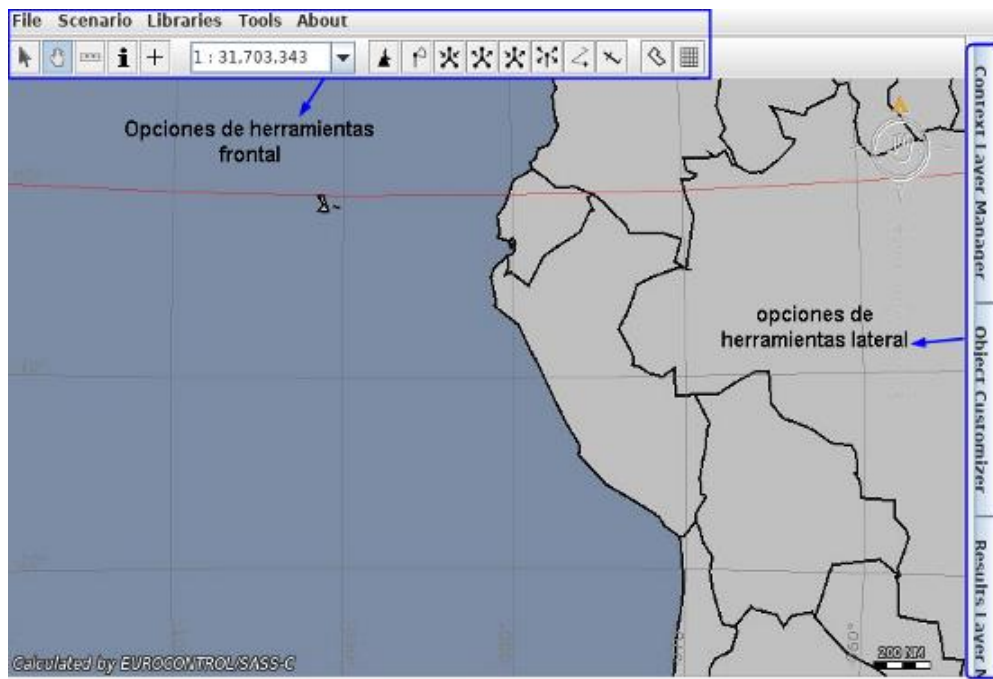 File Scenario Libraries Tools About
1 : 31,703,343
Opciones de herramientas
frontal
opciones de
herramientas lateral
Context Layer Manager
Object Customizer
Results Layer
200 NM
Calculated by EUROCONTROL/SASS-C